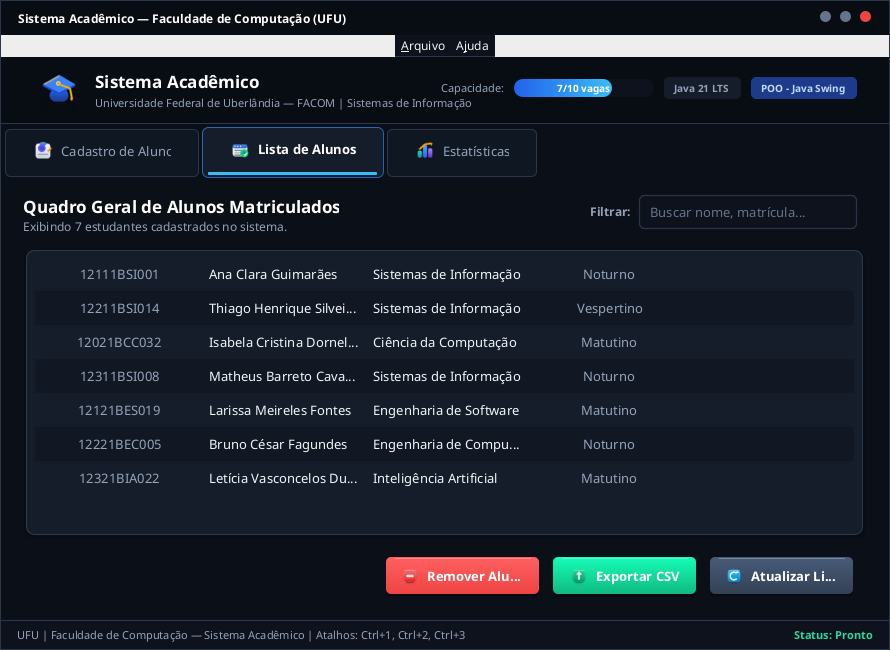 Sistema Acadêmico — Faculdade de Computação (UFU)
Arquivo Ajuda
Sistema Acadêmico
Universidade Federal de Uberlândia — FACOM | Sistemas de Informação
Capacidade: 7/10 vagas Java 21 LTS POO - Java Swing
Cadastro de Alunc Lista de Alunos Estatísticas
Quadro Geral de Alunos Matriculados
Exibindo 7 estudantes cadastrados no sistema.
Filtrar: Buscar nome, matrícula...
12111BSI001 Ana Clara Guimarães Sistemas de Informação Noturno
12211BSI014 Thiago Henrique Silvei... Sistemas de Informação Vespertino
12021BCC032 Isabela Cristina Dornel... Ciência da Computação Matutino
12311BSI008 Matheus Barreto Cava... Sistemas de Informação Noturno
12121BES019 Larissa Meireles Fontes Engenharia de Software Matutino
12221BEC005 Bruno César Fagundes Engenharia de Compu... Noturno
12321BIA022 Letícia Vasconcelos Du... Inteligência Artificial Matutino
Remover Alu... Exportar CSV Atualizar Li...
UFU | Faculdade de Computação — Sistema Acadêmico | Atalhos: Ctrl+1, Ctrl+2, Ctrl+3 Status: Pronto